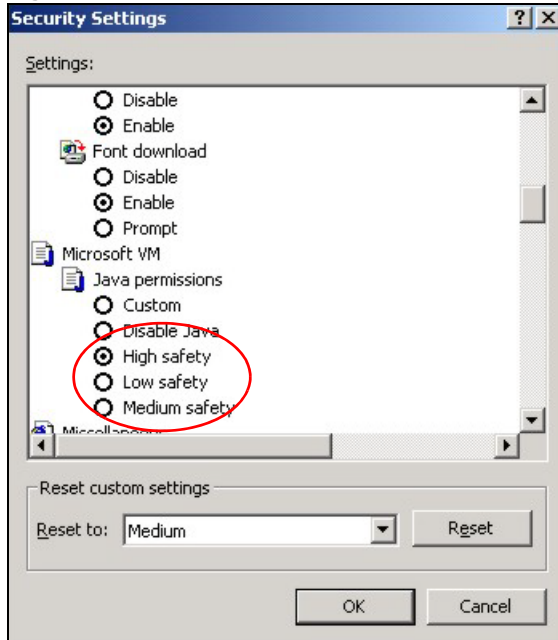 Security Settings
Settings:
Disable
Enable
Font download
Disable
Enable
Prompt
Microsoft VM
Java permissions
Custom
Disable Java
High safety
Low safety
Medium safety
Miscellaneous
Reset custom settings
Reset to: Medium Reset
OK Cancel